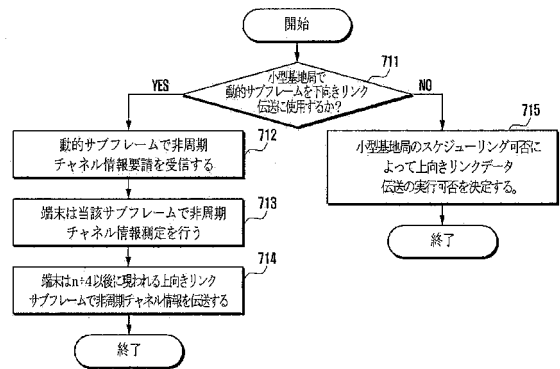 開始
小型基地局で
動的サブフレームを下向きリンク
伝送に使用するか？
711
YES
NO
動的サブフレームで非周期
チャネル情報要請を受信する
712
端末は当該サブフレームで非周期
チャネル情報測定を行う
713
端末はn+4以後に現われる上向きリンク
サブフレームで非周期チャネル情報を伝送する
714
終了
小型基地局のスケジューリング可否に
よって上向きリンクデータ
伝送の実行可否を決定する。
715
終了